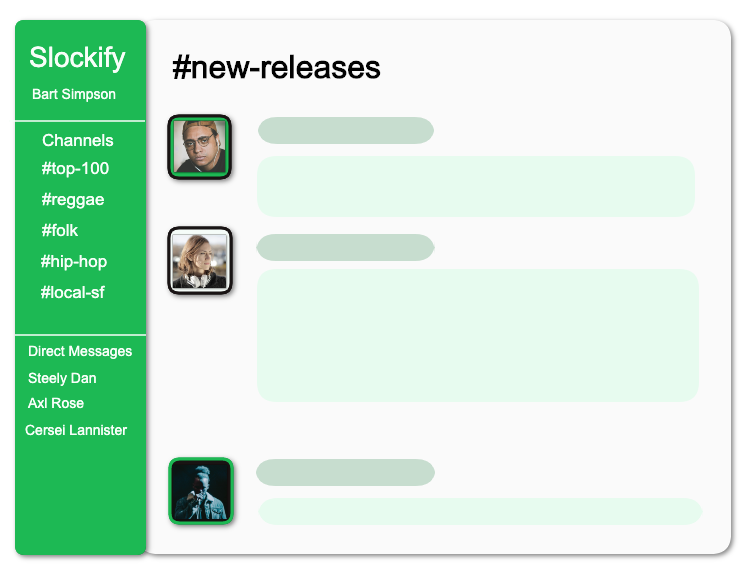 Slockify
Bart Simpson
Channels
#top-100
#reggae
#folk
#hip-hop
#local-sf
Direct Messages
Steely Dan
Axl Rose
Cersei Lannister
#new-releases